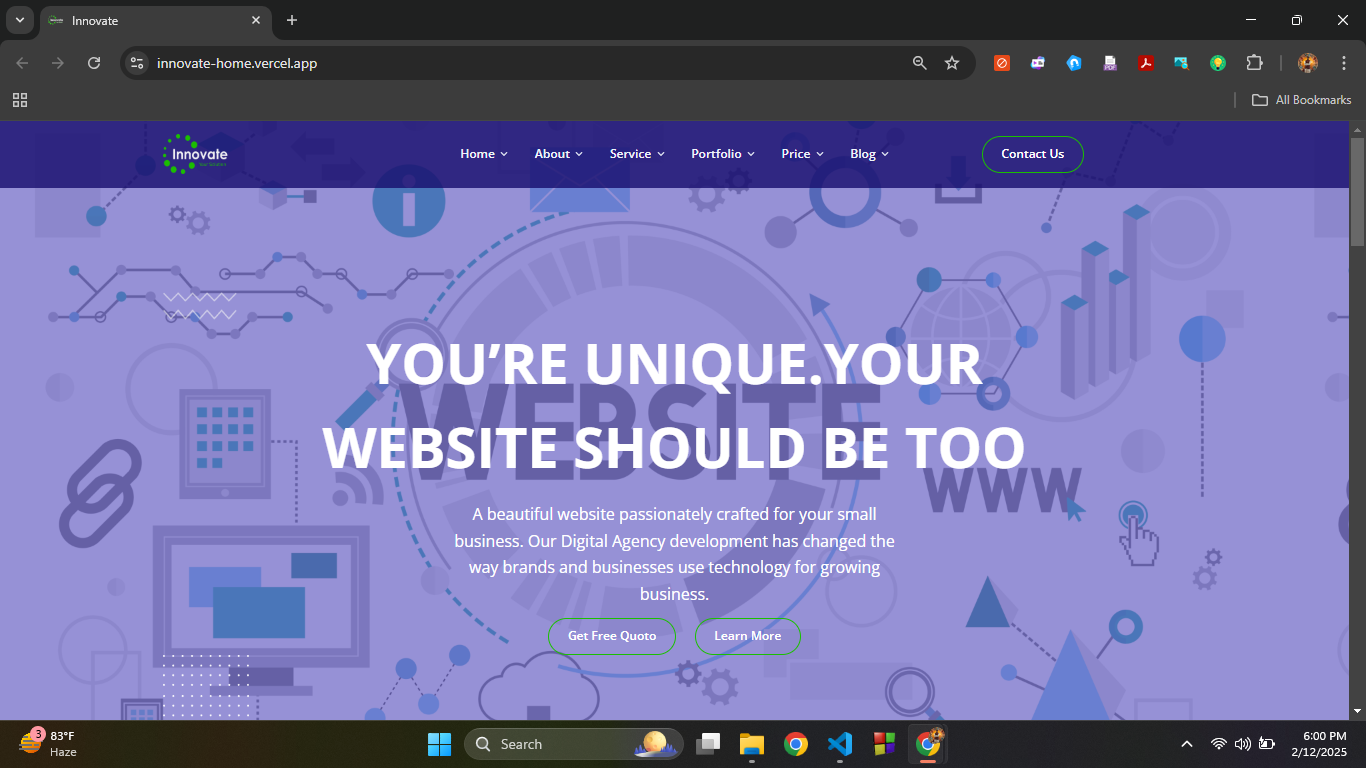 Innovate
innovate-home.vercel.app
All Bookmarks
Innovate
Home About Service Portfolio Price Blog Contact Us
YOU’RE UNIQUE.YOUR
WEBSITE
WEBSITE SHOULD BE TOO
WWW
A beautiful website passionately crafted for your small
business. Our Digital Agency development has changed the
way brands and businesses use technology for growing
business.
Get Free Quoto Learn More
3
83°F
Haze
Search
6:00 PM
2/12/2025